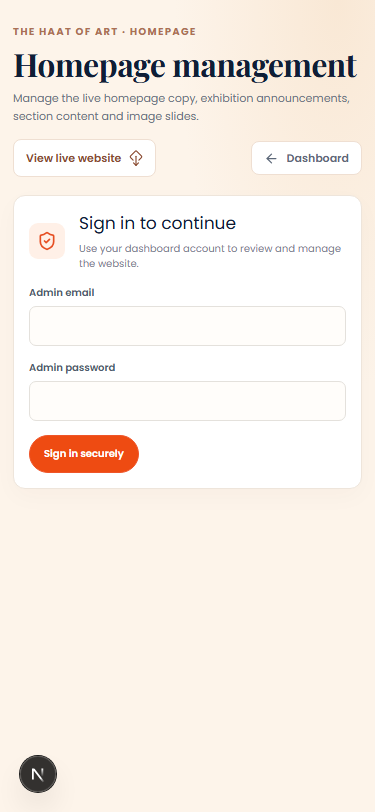 THE HAAT OF ART · HOMEPAGE
Homepage management
Manage the live homepage copy, exhibition announcements,
section content and image slides.
View live website
Dashboard
Sign in to continue
Use your dashboard account to review and manage
the website.
Admin email
Admin password
Sign in securely
N